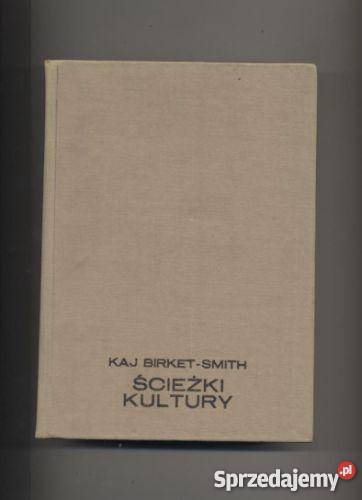 KAJ BIRKET-SMITH
ŚCIEŻKI
KULTURY
Sprzedajemy.pl